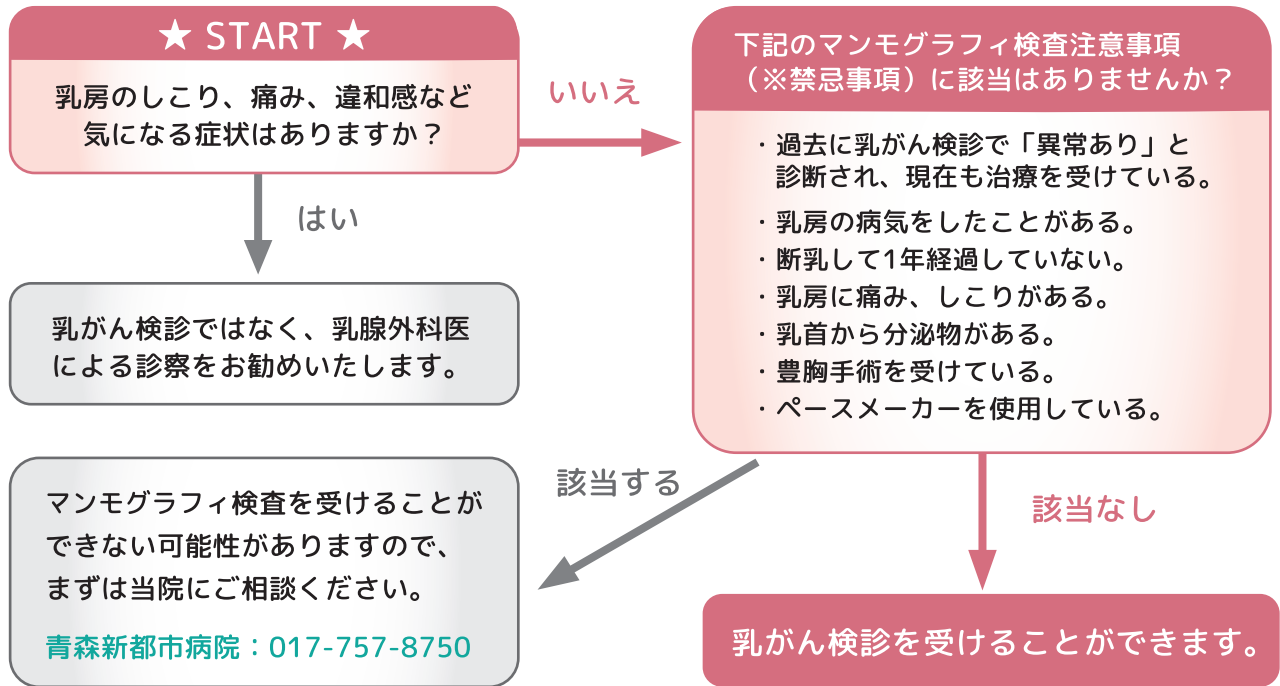 ★ START ★
乳房のしこり、痛み、違和感など
気になる症状はありますか？
いいえ
はい
乳がん検診ではなく、乳腺外科医
による診察をお勧めいたします。
下記のマンモグラフィ検査注意事項
（※禁忌事項）に該当はありませんか？
・過去に乳がん検診で「異常あり」と
診断され、現在も治療を受けている。
・乳房の病気をしたことがある。
・断乳して1年経過していない。
・乳房に痛み、しこりがある。
・乳首から分泌物がある。
・豊胸手術を受けている。
・ペースメーカーを使用している。
該当する
該当なし
マンモグラフィ検査を受けることが
できない可能性がありますので、
まずは当院にご相談ください。
青森新都市病院：017-757-8750
乳がん検診を受けることができます。